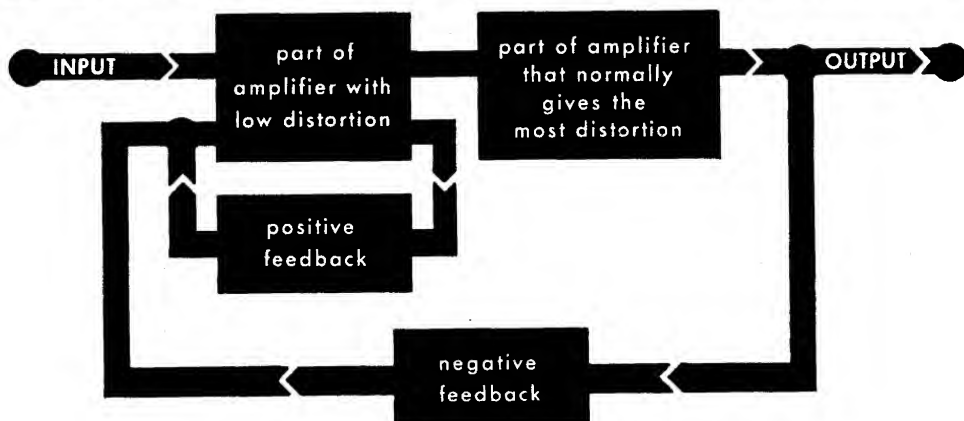 INPUT
part of
amplifier with
low distortion
part of amplifier
that normally
gives the
most distortion
OUTPUT
positive
feedback
negative
feedback